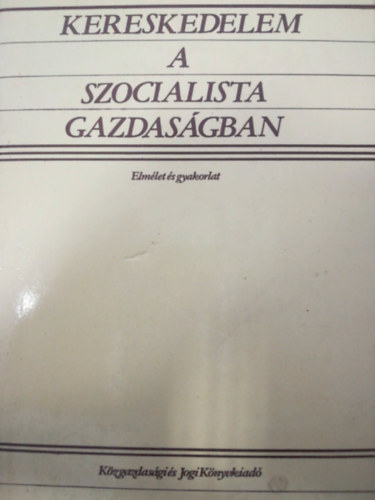 KERESKEDELEM
A
SZOCIALISTA
GAZDASÁGBAN
Elmélet és gyakorlat
Közgazdasági és Jogi Könyvkiadó